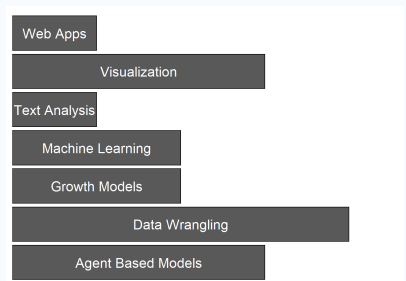 Web Apps
Visualization
Text Analysis
Machine Learning
Growth Models
Data Wrangling
Agent Based Models